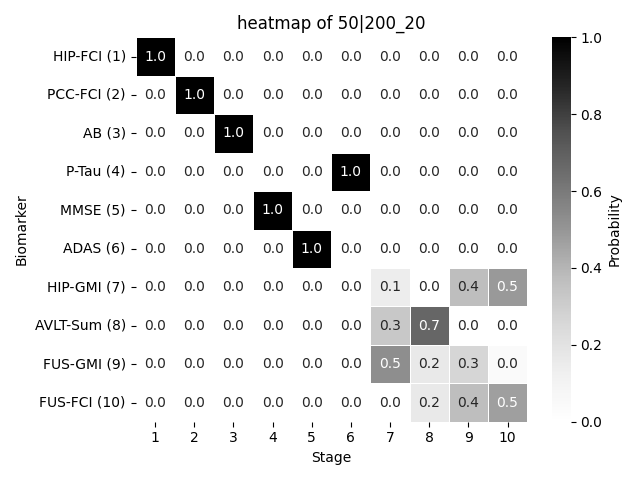 heatmap of 50|200_20
HIP-FCI (1) 1.0 0.0 0.0 0.0 0.0 0.0 0.0 0.0 0.0 0.0
PCC-FCI (2) 0.0 1.0 0.0 0.0 0.0 0.0 0.0 0.0 0.0 0.0
AB (3) 0.0 0.0 1.0 0.0 0.0 0.0 0.0 0.0 0.0 0.0
P-Tau (4) 0.0 0.0 0.0 0.0 0.0 1.0 0.0 0.0 0.0 0.0
MMSE (5) 0.0 0.0 0.0 1.0 0.0 0.0 0.0 0.0 0.0 0.0
ADAS (6) 0.0 0.0 0.0 0.0 1.0 0.0 0.0 0.0 0.0 0.0
HIP-GMI (7) 0.0 0.0 0.0 0.0 0.0 0.0 0.1 0.0 0.4 0.5
AVLT-Sum (8) 0.0 0.0 0.0 0.0 0.0 0.0 0.3 0.7 0.0 0.0
FUS-GMI (9) 0.0 0.0 0.0 0.0 0.0 0.0 0.5 0.2 0.3 0.0
FUS-FCI (10) 0.0 0.0 0.0 0.0 0.0 0.0 0.0 0.2 0.4 0.5
1 2 3 4 5 6 7 8 9 10
Stage
Biomarker
1.0
0.8
0.6
0.4
0.2
0.0
Probability